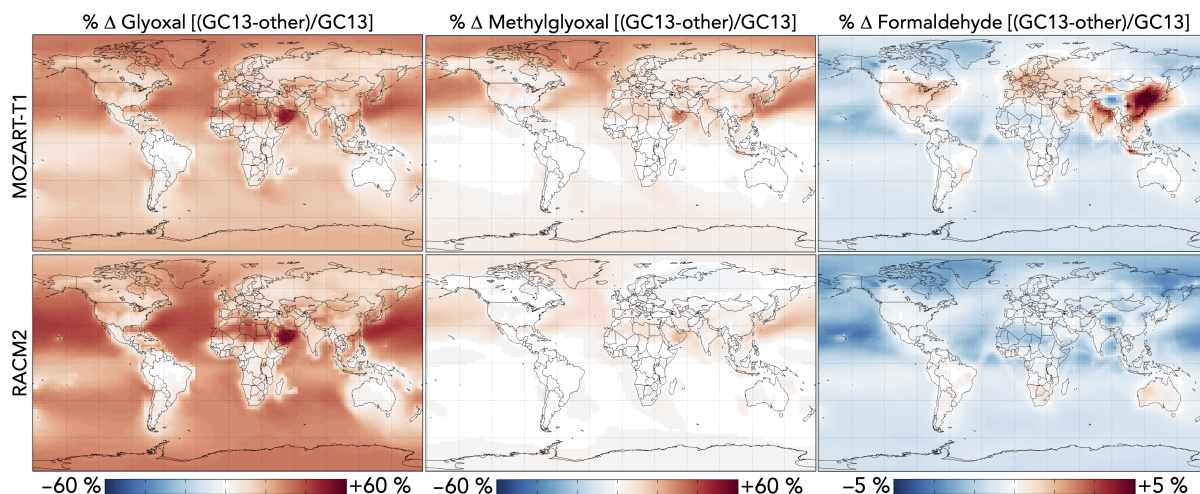 % Δ Glyoxal [(GC13-other)/GC13]
% Δ Methylglyoxal [(GC13-other)/GC13]
% Δ Formaldehyde [(GC13-other)/GC13]
MOZART-T1
RACM2
−60 %
+60 %
−60 %
+60 %
−5 %
+5 %